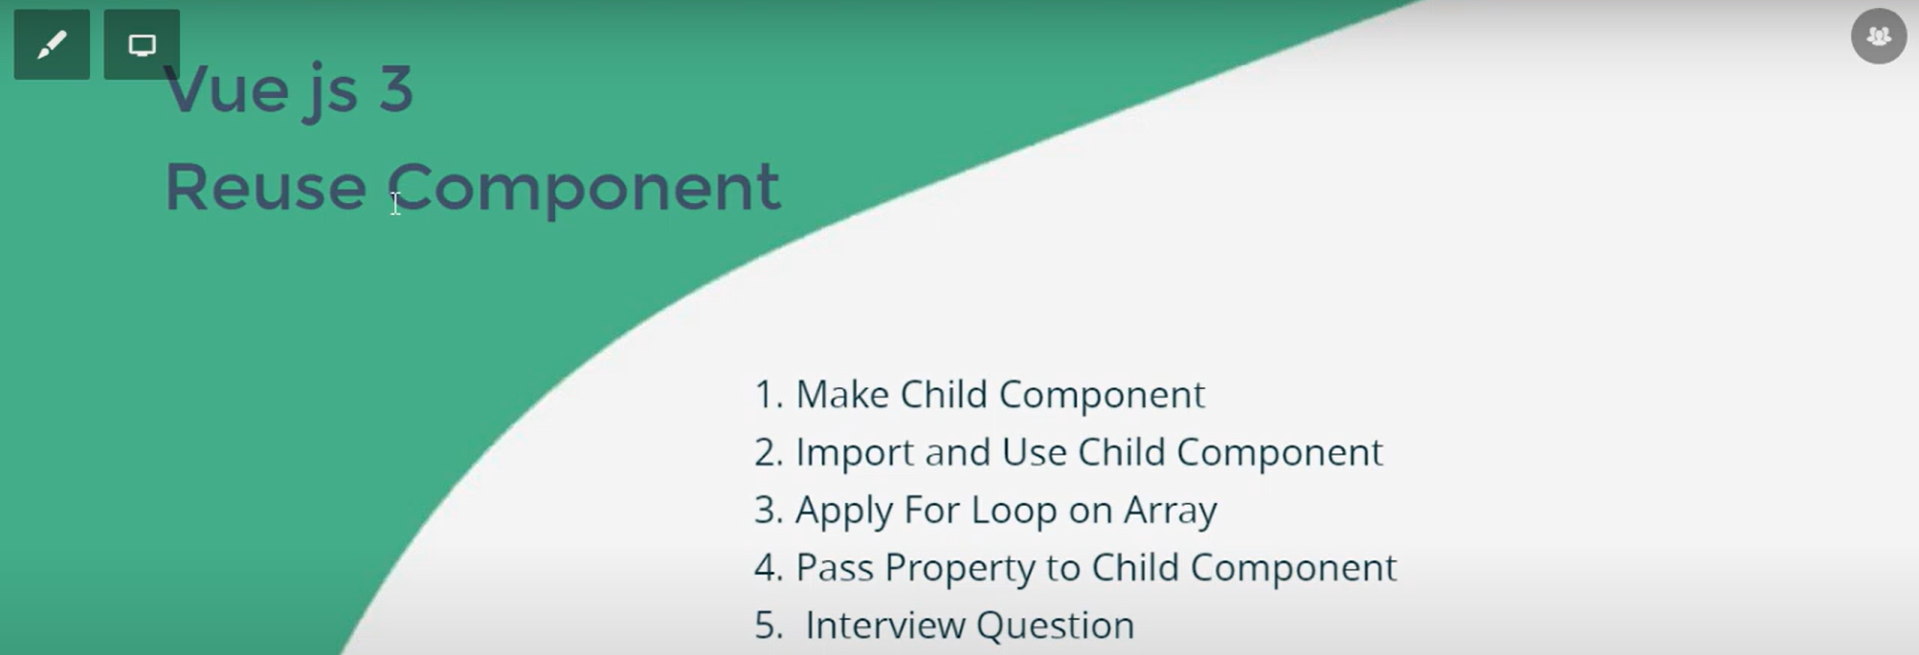 Vue js 3
Reuse Component
1. Make Child Component
2. Import and Use Child Component
3. Apply For Loop on Array
4. Pass Property to Child Component
5. Interview Question